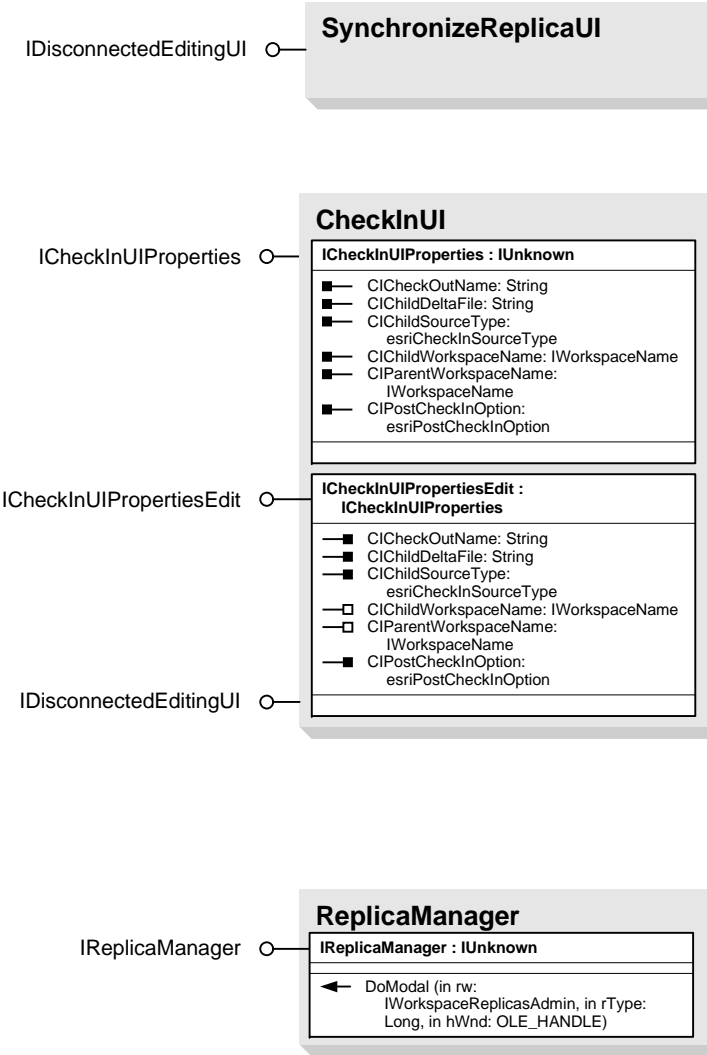 SynchronizeReplicaUI
IDisconnectedEditingUI
CheckInUI
ICheckInUIProperties
ICheckInUIProperties : IUnknown
CICheckOutName: String
CIChildDeltaFile: String
CIChildSourceType:
esriCheckInSourceType
CIChildWorkspaceName: IWorkspaceName
CIParentWorkspaceName:
IWorkspaceName
CIPostCheckInOption:
esriPostCheckInOption
ICheckInUIPropertiesEdit
ICheckInUIPropertiesEdit :
ICheckInUIProperties
CICheckOutName: String
CIChildDeltaFile: String
CIChildSourceType:
esriCheckInSourceType
CIChildWorkspaceName: IWorkspaceName
CIParentWorkspaceName:
IWorkspaceName
CIPostCheckInOption:
esriPostCheckInOption
IDisconnectedEditingUI
ReplicaManager
IReplicaManager
IReplicaManager : IUnknown
DoModal (in rw:
IWorkspaceReplicasAdmin, in rType:
Long, in hWnd: OLE_HANDLE)